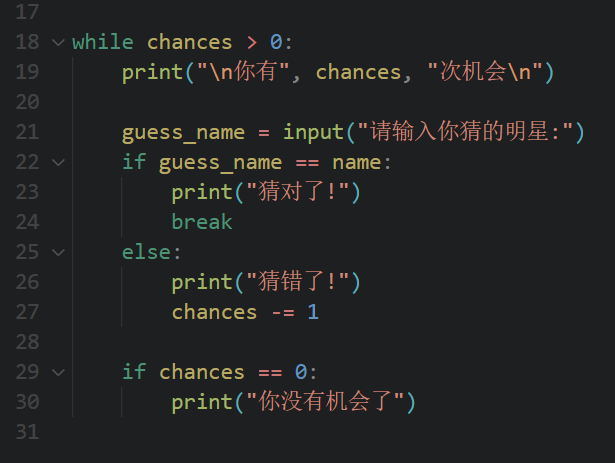 17
18 while chances > 0:
19     print("\n你有", chances, "次机会\n")
20
21     guess_name = input("请输入你猜的明星:")
22     if guess_name == name:
23         print("猜对了!")
24         break
25     else:
26         print("猜错了!")
27         chances -= 1
28
29     if chances == 0:
30         print("你没有机会了")
31